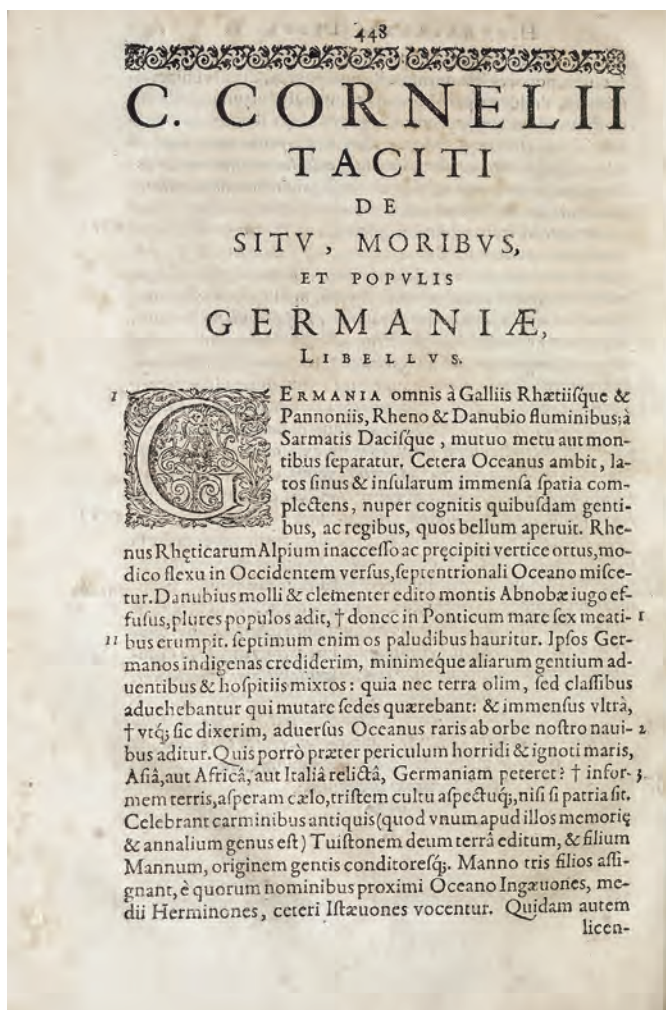 448
C. CORNELII
TACITI
DE
SITV, MORIBVS,
ET POPVLIS
GERMANIÆ,
LIBELLVS.
I GERMANIA omnis à Galliis Rhætiiſque &
Pannoniis, Rheno & Danubio fluminibus; à
Sarmatis Daciſque, mutuo metu aut mon-
tibus ſeparatur. Cetera Oceanus ambit, la-
tos ſinus & inſularum immenſa ſpatia com-
plectens, nuper cognitis quibuſdam genti-
bus, ac regibus, quos bellum aperuit. Rhe-
nus Rhęticarum Alpium inacceſſo ac pręcipiti vertice ortus, mo-
dico flexu in Occidentem verſus, ſeptentrionali Oceano miſce-
tur. Danubius molli & clementer edito montis Abnobæ iugo ef-
fuſus, plures populos adit, † donec in Ponticum mare ſex meati- 1
II bus erumpit. ſeptimum enim os paludibus hauritur. Ipſos Ger-
manos indigenas crediderim, minimeque aliarum gentium ad-
uentibus & hoſpitiis mixtos: quia nec terra olim, ſed claſſibus
aduehebantur qui mutare ſedes quærebant: & immenſus vltrà,
† vtq́; ſic dixerim, aduerſus Oceanus raris ab orbe noſtro naui- 2
bus aditur. Quis porrò præter periculum horridi & ignoti maris,
Aſiâ, aut Africâ, aut Italiâ relictâ, Germaniam peteret? † infor- 3
mem terris, aſperam cælo, triſtem cultu aſpectuq́;, niſi ſi patria ſit.
Celebrant carminibus antiquis (quod vnum apud illos memorię
& annalium genus eſt) Tuiſtonem deum terrâ editum, & filium
Mannum, originem gentis conditoreſq́;. Manno tris filios aſſi-
gnant, è quorum nominibus proximi Oceano Ingæuones, me-
dii Herminones, ceteri Iſtæuones vocentur. Quidam autem
licen-